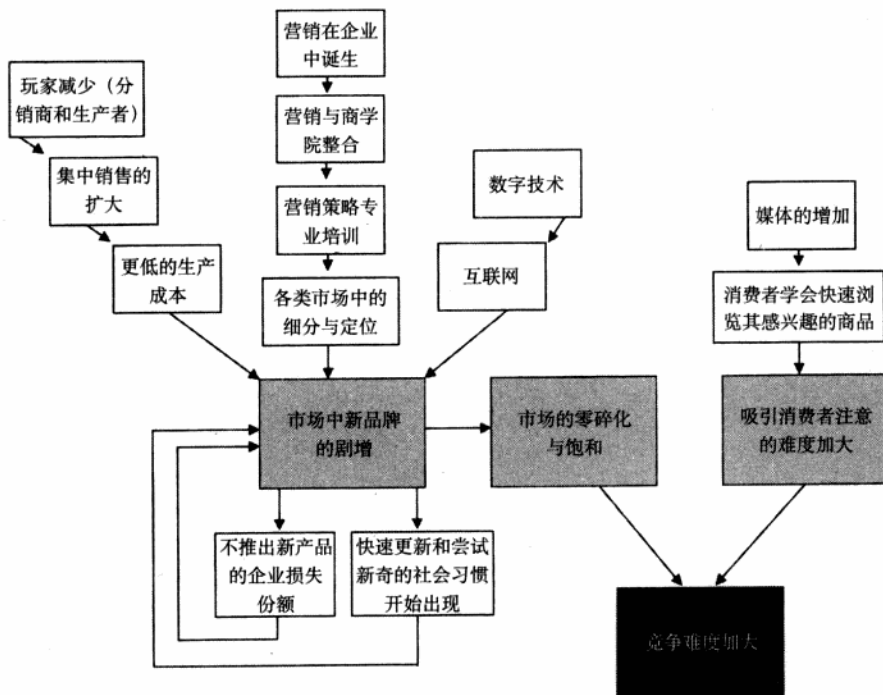 营销在企业
中诞生
玩家减少（分
销商和生产者）
营销与商学
院整合
集中销售的
扩大
数字技术
营销策略专
业培训
媒体的增加
更低的生产
成本
互联网
各类市场中的
细分与定位
消费者学会快速浏
览其感兴趣的商品
市场中新品牌
的剧增
市场的零碎化
与饱和
吸引消费者注意
的难度加大
不推出新产品
的企业损失
份额
快速更新和尝试
新奇的社会习惯
开始出现
竞争难度加大